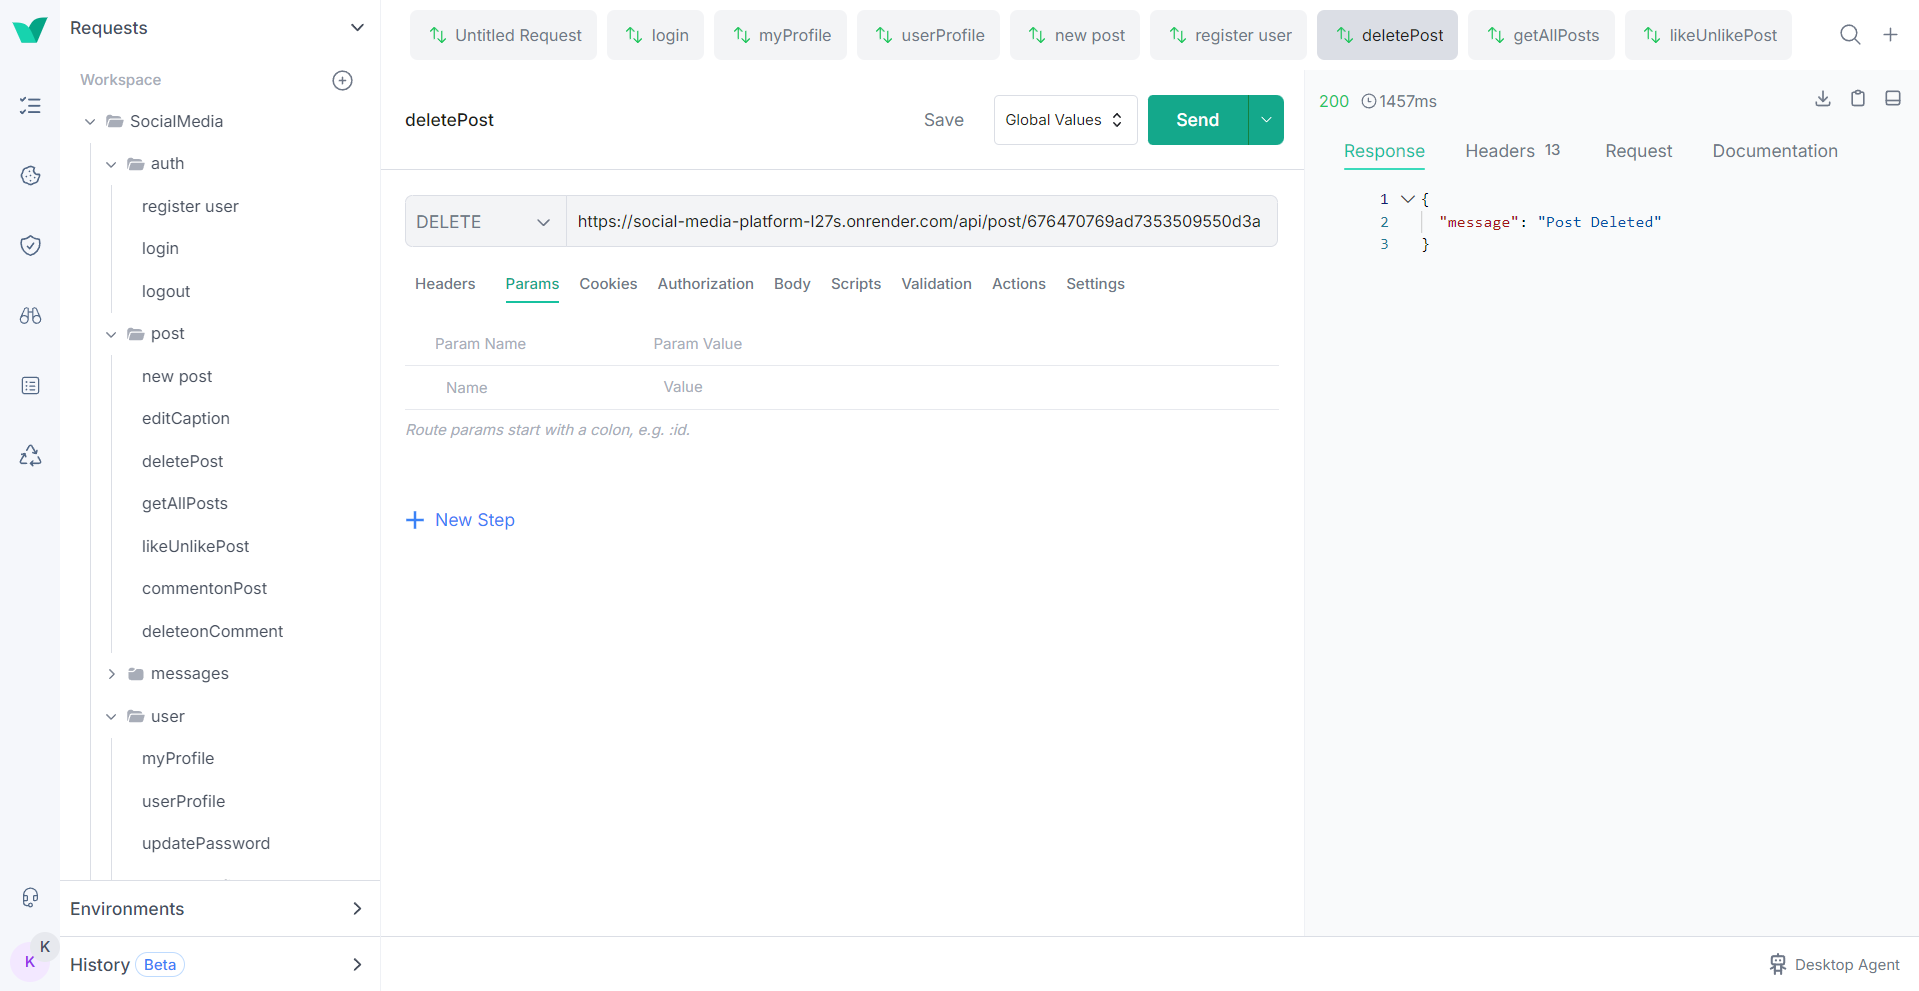 Requests
Workspace
SocialMedia
auth
register user
login
logout
post
new post
editCaption
deletePost
getAllPosts
likeUnlikePost
commentonPost
deleteonComment
messages
user
myProfile
userProfile
updatePassword
Environments
History Beta
K
K
Untitled Request login myProfile userProfile new post register user deletePost getAllPosts likeUnlikePost
deletePost Save Global Values Send
DELETE https://social-media-platform-l27s.onrender.com/api/post/676470769ad7353509550d3a
Headers Params Cookies Authorization Body Scripts Validation Actions Settings
Param Name Param Value
Name Value
Route params start with a colon, e.g. :id.
New Step
200 1457ms
Response Headers 13 Request Documentation
1 {
2 "message": "Post Deleted"
3 }
Desktop Agent